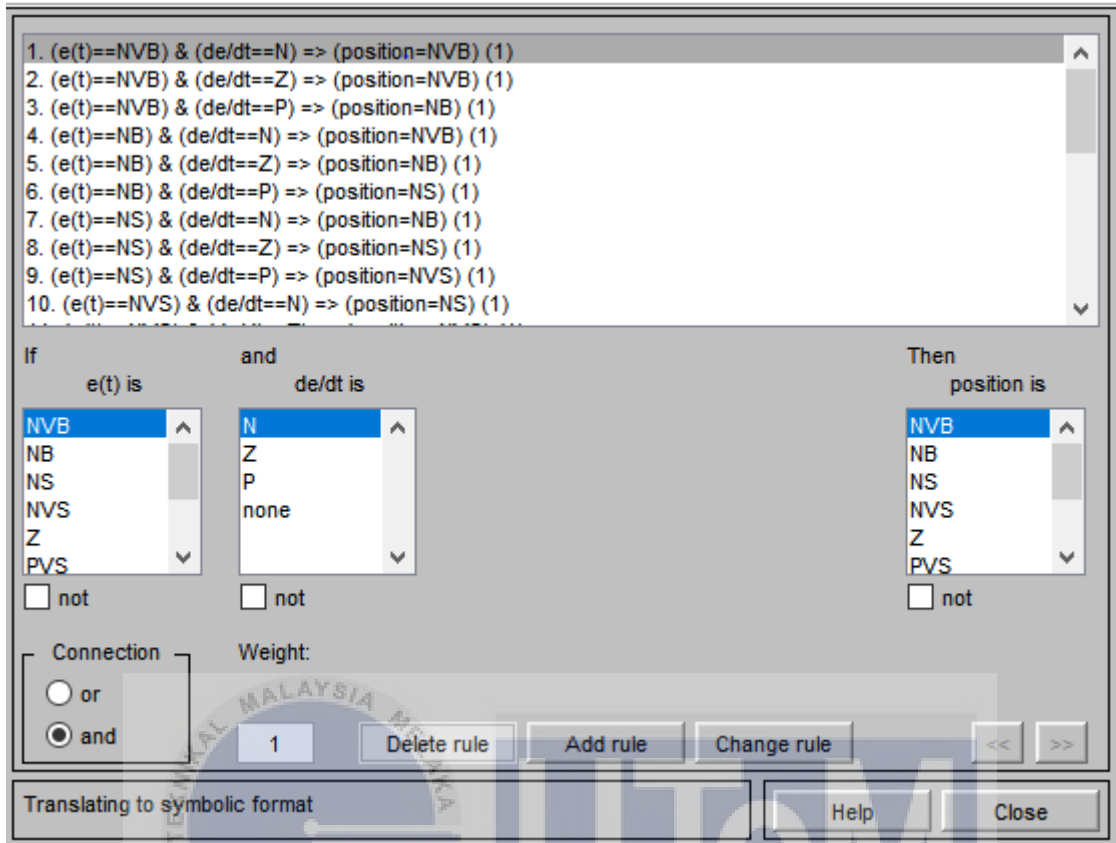 1. (e(t)==NVB) & (de/dt==N) => (position=NVB) (1)
2. (e(t)==NVB) & (de/dt==Z) => (position=NVB) (1)
3. (e(t)==NVB) & (de/dt==P) => (position=NB) (1)
4. (e(t)==NB) & (de/dt==N) => (position=NVB) (1)
5. (e(t)==NB) & (de/dt==Z) => (position=NB) (1)
6. (e(t)==NB) & (de/dt==P) => (position=NS) (1)
7. (e(t)==NS) & (de/dt==N) => (position=NB) (1)
8. (e(t)==NS) & (de/dt==Z) => (position=NS) (1)
9. (e(t)==NS) & (de/dt==P) => (position=NVS) (1)
10. (e(t)==NVS) & (de/dt==N) => (position=NS) (1)
If and Then
e(t) is de/dt is position is
NVB N NVB
NB Z NB
NS P NS
NVS none NVS
Z Z
PVS PVS
not not not
Connection Weight:
or
and 1 Delete rule Add rule Change rule << >>
Translating to symbolic format Help Close
TEKNIKAL MALAYSIA MELAKA
UTeM